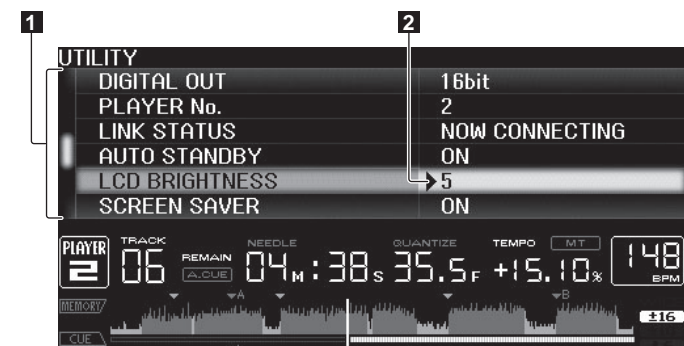 1 2
UTILITY
DIGITAL OUT 16bit
PLAYER No. 2
LINK STATUS NOW CONNECTING
AUTO STANDBY ON
LCD BRIGHTNESS 5
SCREEN SAVER ON
PLAYER TRACK REMAIN NEEDLE QUANTIZE TEMPO MT
2 06 A.CUE 04M:38S 35.5F +15.10% 148 BPM
MEMORY A B
CUE ±16